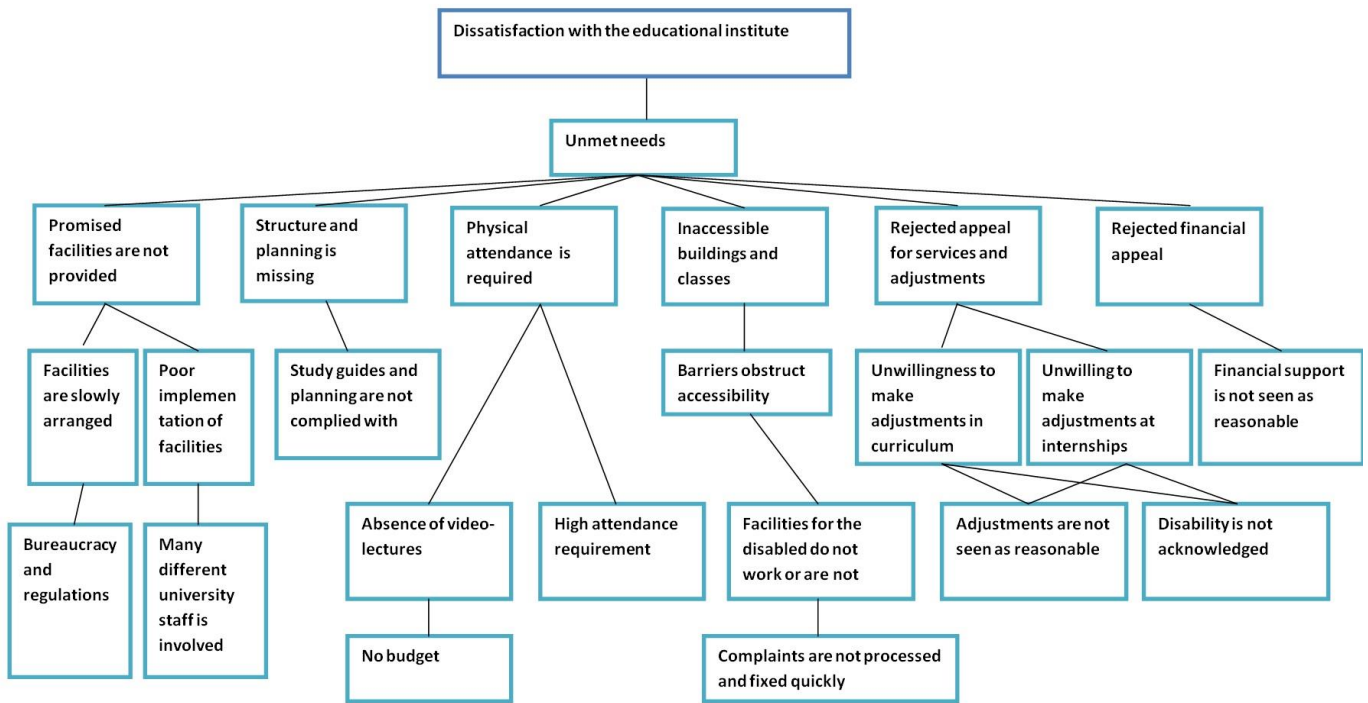 Dissatisfaction with the educational institute
Unmet needs
Promised
facilities are not
provided
Structure and
planning is
missing
Physical
attendance is
required
Inaccessible
buildings and
classes
Rejected appeal
for services and
adjustments
Rejected financial
appeal
Facilities
are slowly
arranged
Poor
implemen
tation of
facilities
Study guides and
planning are not
complied with
Barriers obstruct
accessibility
Unwillingness to
make
adjustments in
curriculum
Unwilling to
make
adjustments at
internships
Financial support
is not seen as
reasonable
Bureaucracy
and
regulations
Many
different
university
staff is
involved
Absence of video-
lectures
High attendance
requirement
Facilities for the
disabled do not
work or are not
Adjustments are not
seen as reasonable
Disability is not
acknowledged
No budget
Complaints are not processed
and fixed quickly